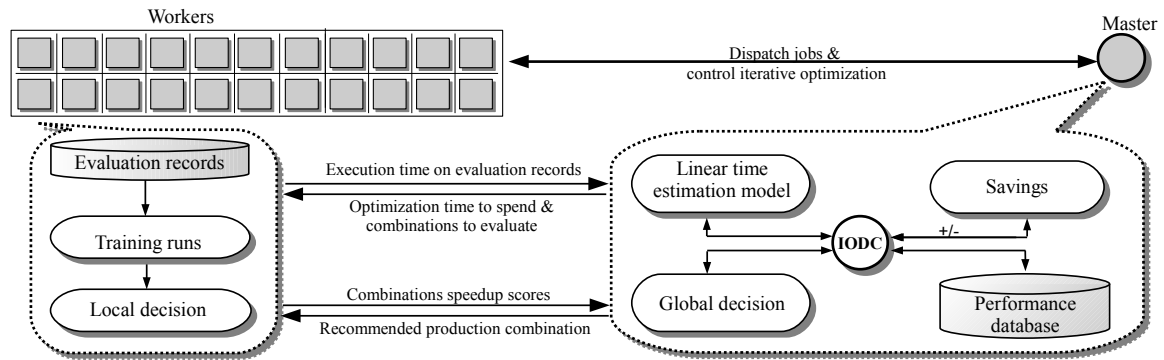 Workers
Master
Dispatch jobs &
control iterative optimization
Evaluation records
Training runs
Local decision
Execution time on evaluation records
Optimization time to spend &
combinations to evaluate
Combinations speedup scores
Recommended production combination
Linear time
estimation model
Savings
IODC
+/-
Global decision
Performance
database